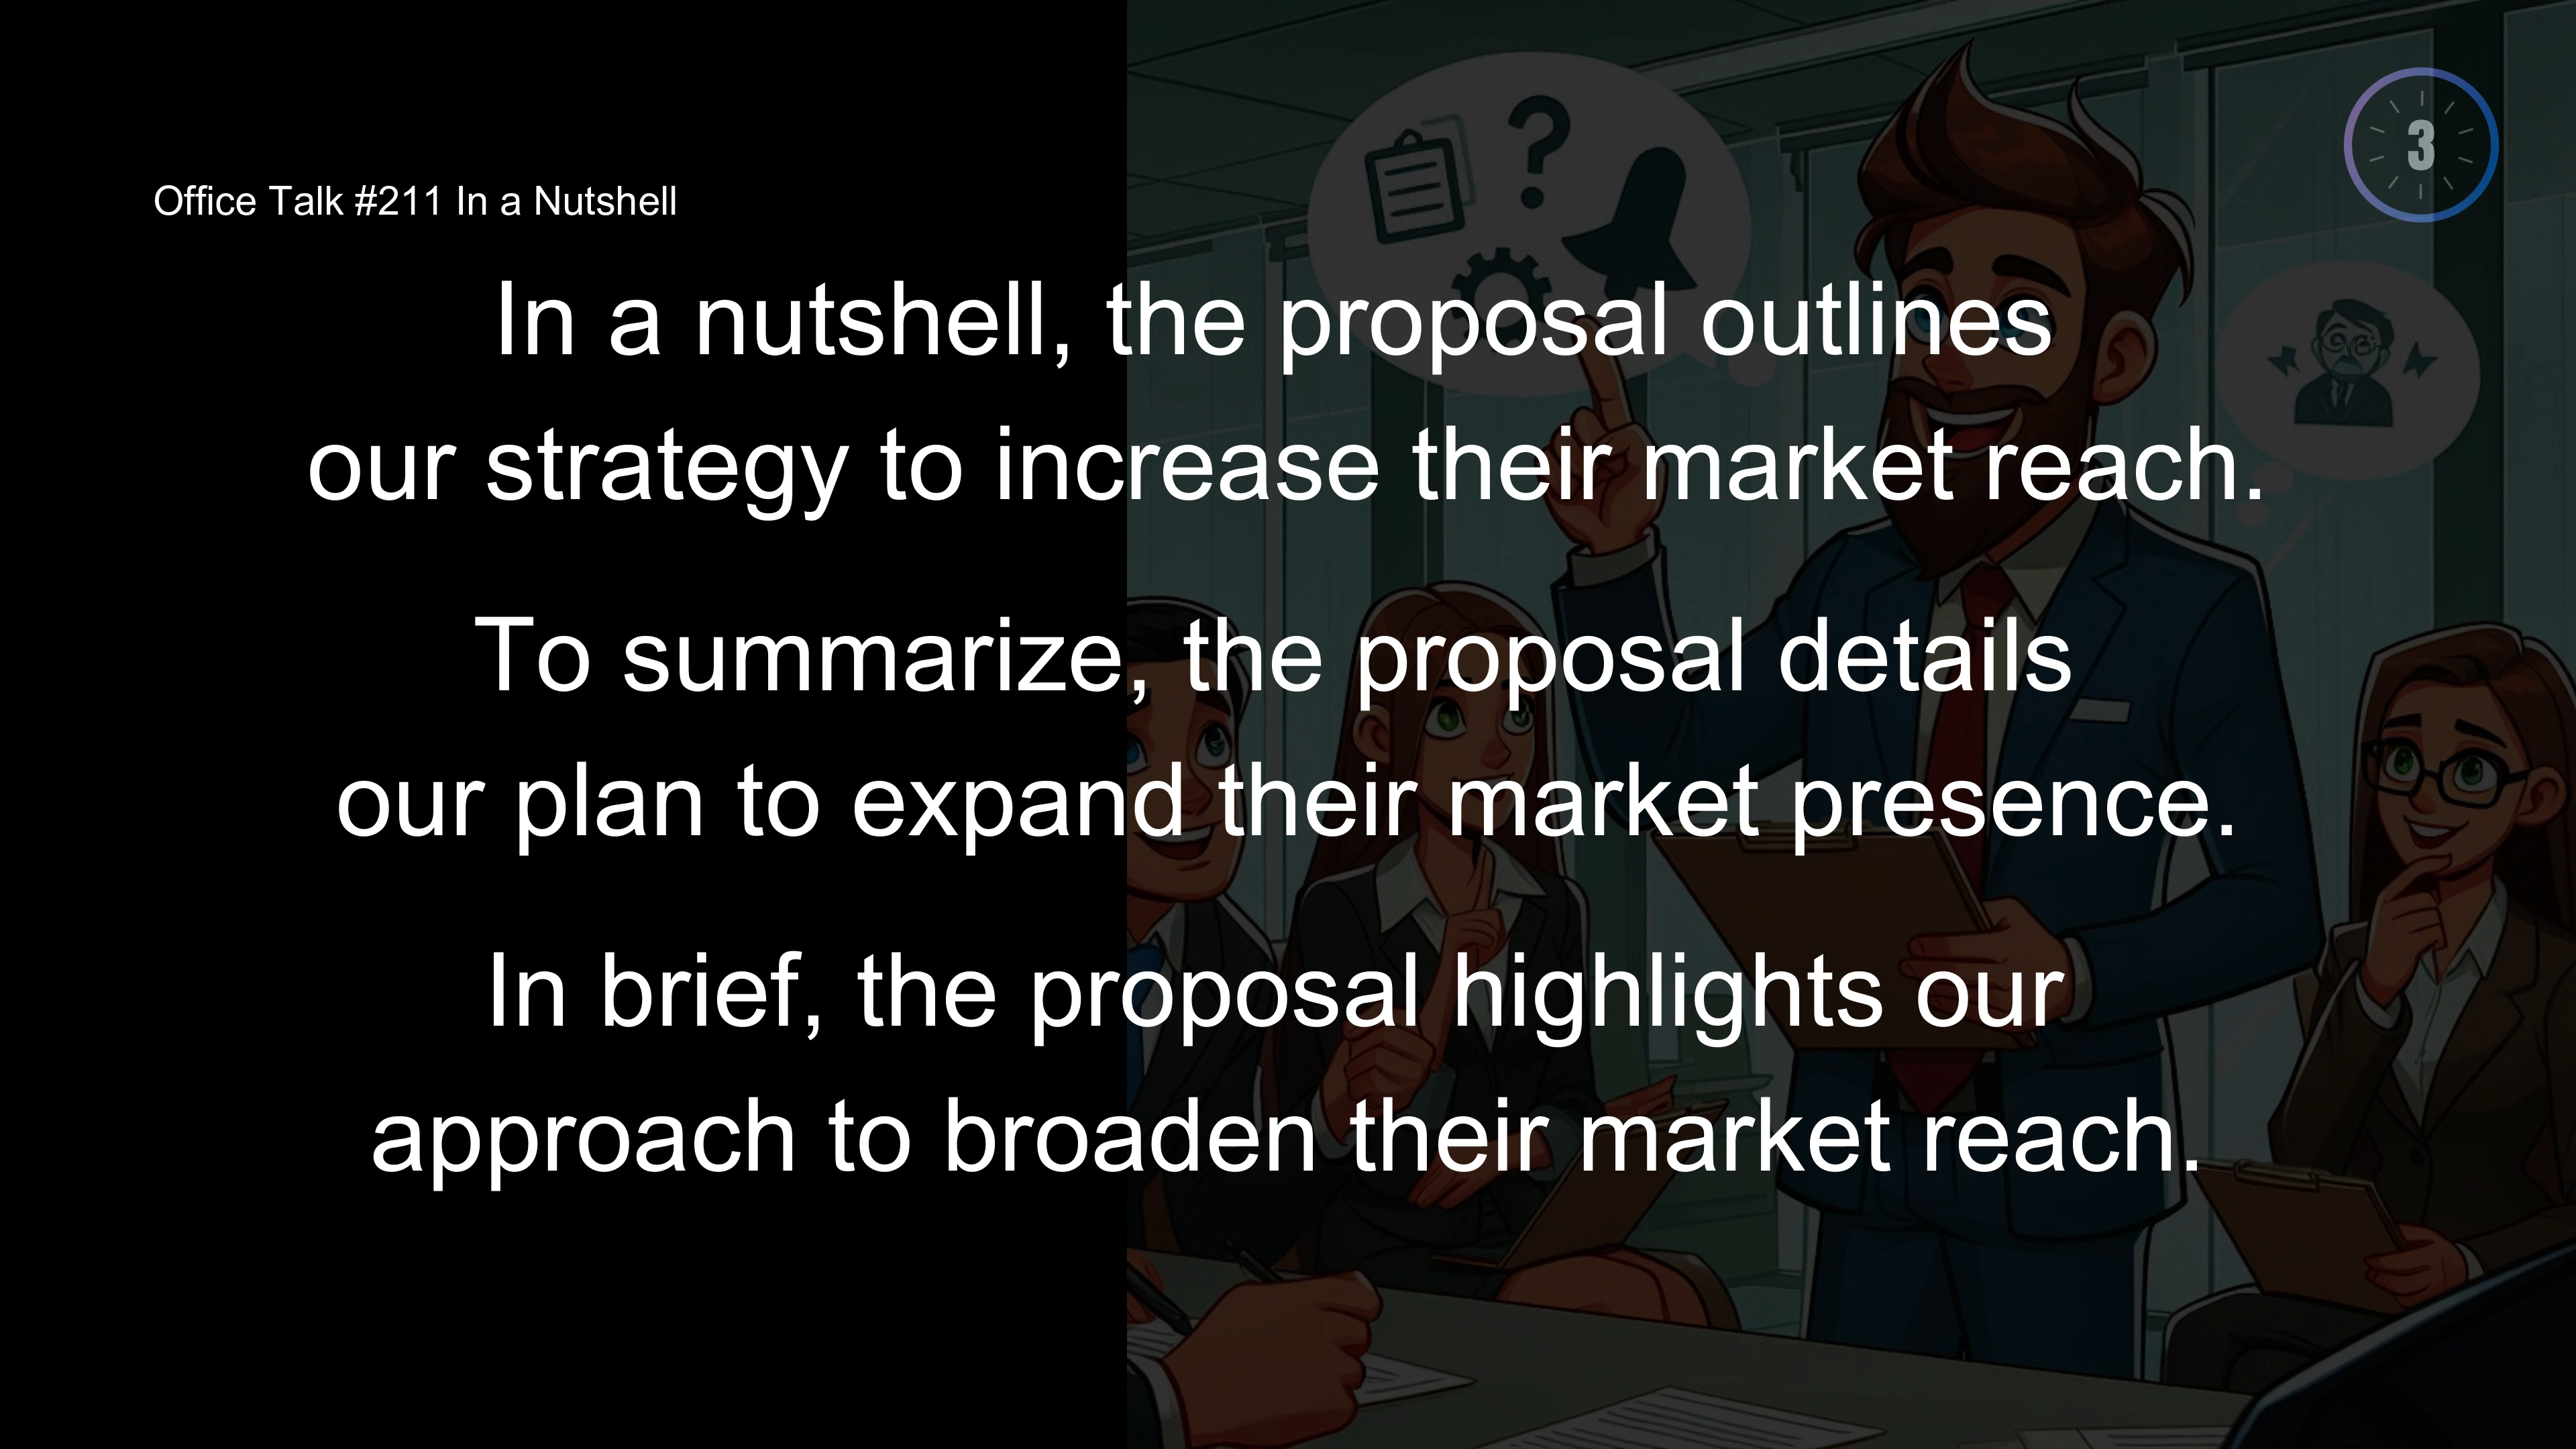 3
Office Talk #211 In a Nutshell
In a nutshell, the proposal outlines
our strategy to increase their market reach.
To summarize, the proposal details
our plan to expand their market presence.
In brief, the proposal highlights our
approach to broaden their market reach.